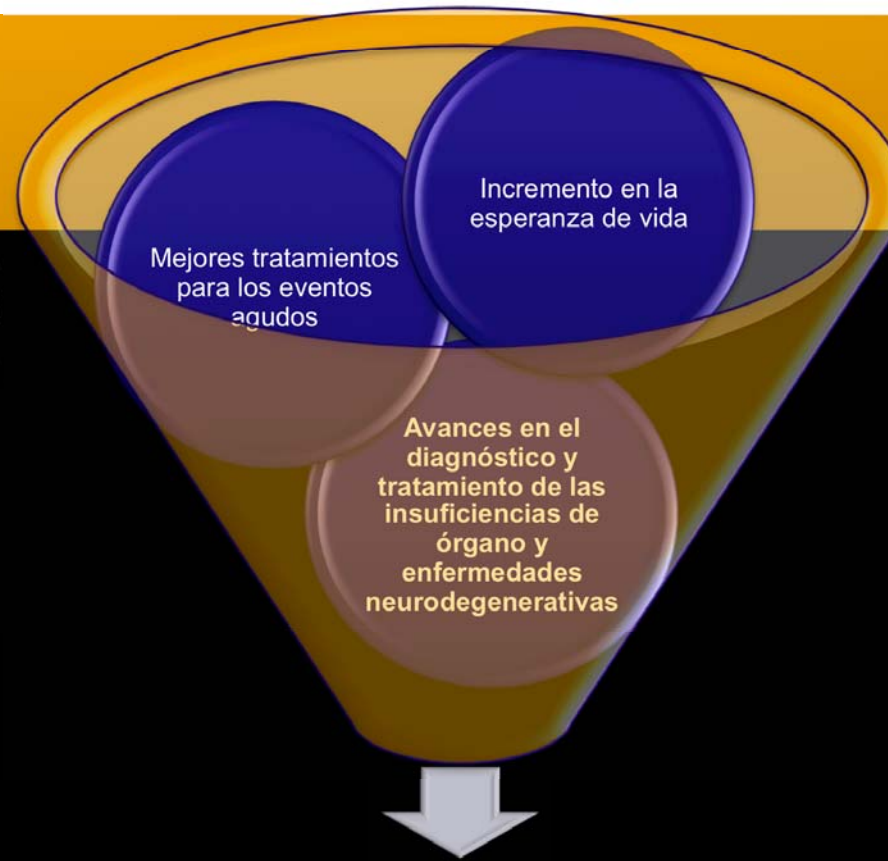 Incremento en la
esperanza de vida
Mejores tratamientos
para los eventos
agudos
Avances en el
diagnóstico y
tratamiento de las
insuficiencias de
órgano y
enfermedades
neurodegenerativas